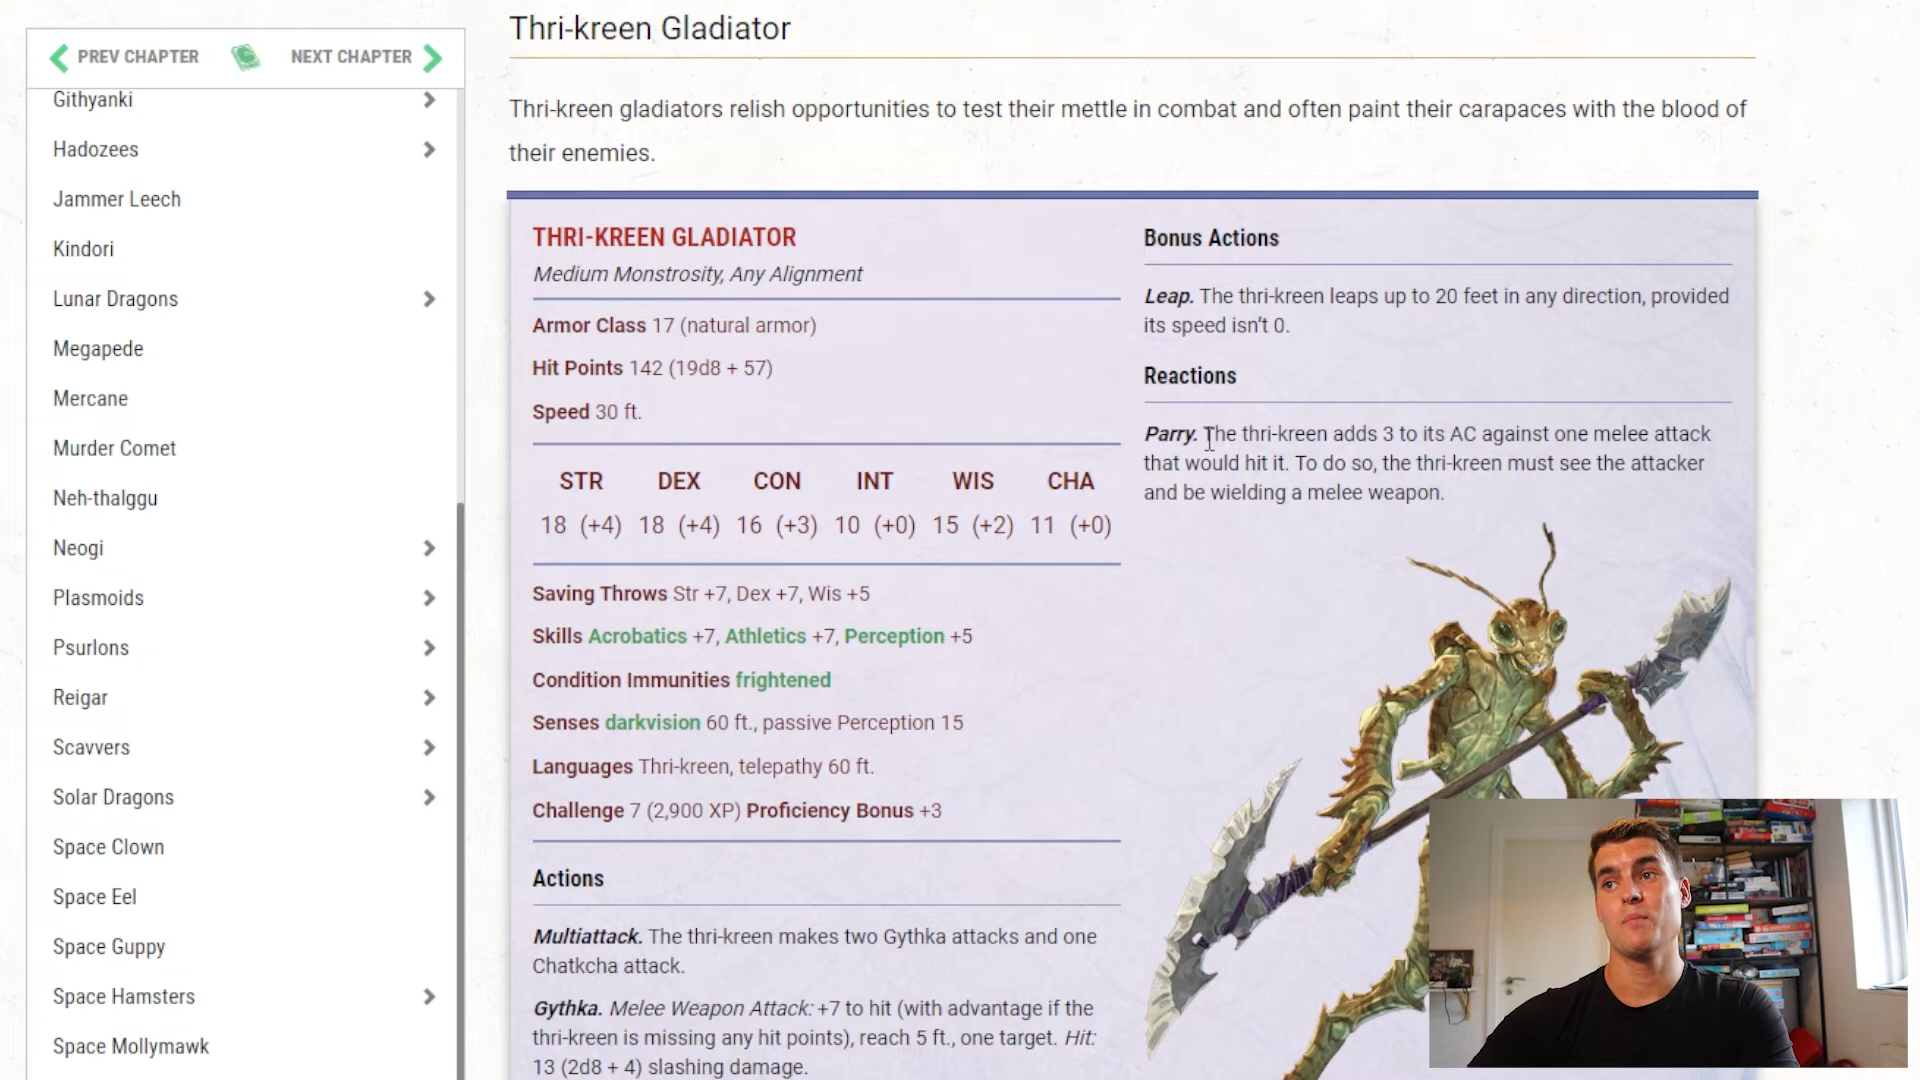 PREV CHAPTER
NEXT CHAPTER
Githyanki
Hadozees
Jammer Leech
Kindori
Lunar Dragons
Megapede
Mercane
Murder Comet
Neh-thalggu
Neogi
Plasmoids
Psurlons
Reigar
Scavvers
Solar Dragons
Space Clown
Space Eel
Space Guppy
Space Hamsters
Space Mollymawk
Thri-kreen Gladiator
Thri-kreen gladiators relish opportunities to test their mettle in combat and often paint their carapaces with the blood of
their enemies.
THRI-KREEN GLADIATOR
Medium Monstrosity, Any Alignment
Armor Class 17 (natural armor)
Hit Points 142 (19d8 + 57)
Speed 30 ft.
STR DEX CON INT WIS CHA
18 (+4) 18 (+4) 16 (+3) 10 (+0) 15 (+2) 11 (+0)
Saving Throws Str +7, Dex +7, Wis +5
Skills Acrobatics +7, Athletics +7, Perception +5
Condition Immunities frightened
Senses darkvision 60 ft., passive Perception 15
Languages Thri-kreen, telepathy 60 ft.
Challenge 7 (2,900 XP) Proficiency Bonus +3
Actions
Multiattack. The thri-kreen makes two Gythka attacks and one
Chatkcha attack.
Gythka. Melee Weapon Attack: +7 to hit (with advantage if the
thri-kreen is missing any hit points), reach 5 ft., one target. Hit:
13 (2d8 + 4) slashing damage.
Bonus Actions
Leap. The thri-kreen leaps up to 20 feet in any direction, provided
its speed isn't 0.
Reactions
Parry. The thri-kreen adds 3 to its AC against one melee attack
that would hit it. To do so, the thri-kreen must see the attacker
and be wielding a melee weapon.